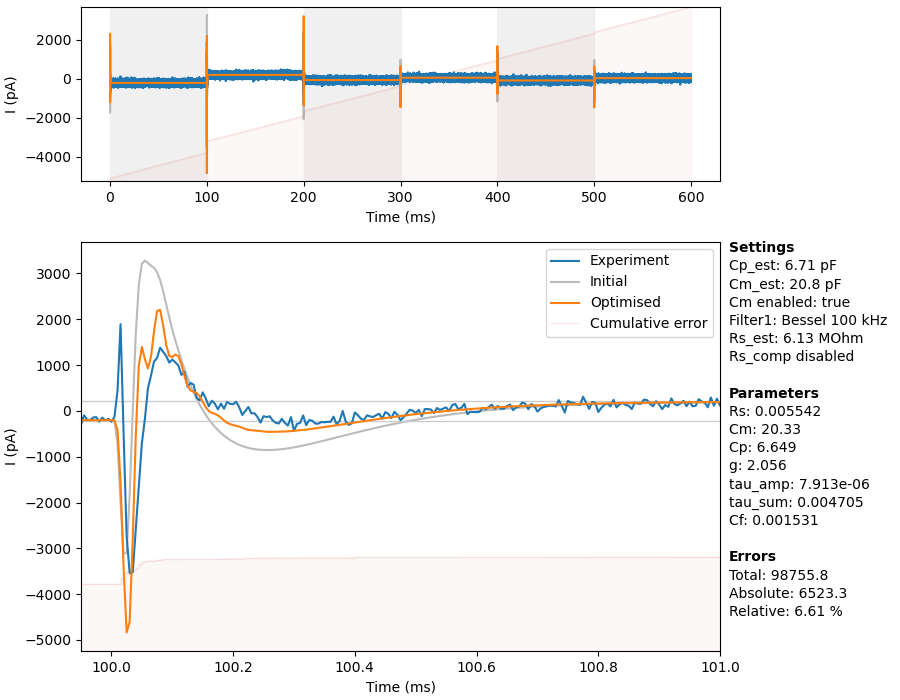 2000
0
−2000
−4000
I (pA)
0 100 200 300 400 500 600
Time (ms)
3000
2000
1000
0
−1000
−2000
−3000
−4000
−5000
I (pA)
100.0 100.2 100.4 100.6 100.8 101.0
Time (ms)
Experiment
Initial
Optimised
Cumulative error
Settings
Cp_est: 6.71 pF
Cm_est: 20.8 pF
Cm enabled: true
Filter1: Bessel 100 kHz
Rs_est: 6.13 MOhm
Rs_comp disabled
Parameters
Rs: 0.005542
Cm: 20.33
Cp: 6.649
g: 2.056
tau_amp: 7.913e-06
tau_sum: 0.004705
Cf: 0.001531
Errors
Total: 98755.8
Absolute: 6523.3
Relative: 6.61 %